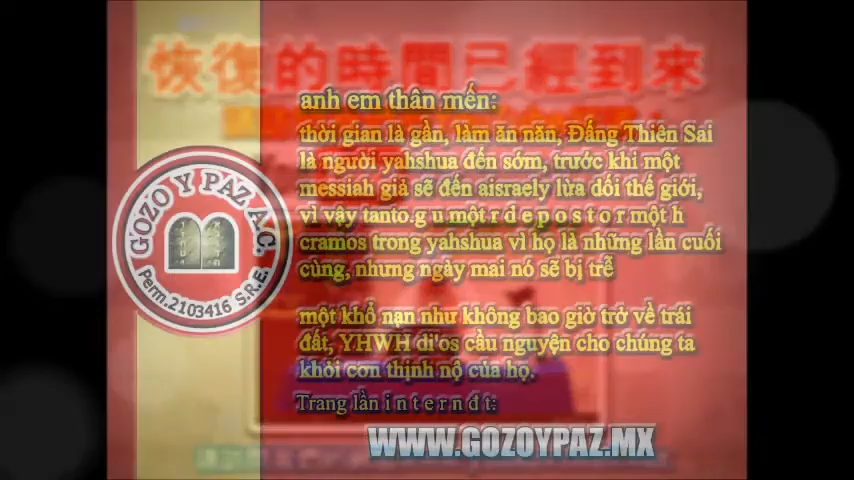 恢復的時間已經到來
anh em thân mến:
thời gian là gần, làm ăn năn, Đấng Thiên Sai
là người yahshua đến sớm, trước khi một
messiah giả sẽ đến aisraely lừa dối thế giới,
vì vậy tanto.g u một r d e p o s t o r một h
cramos trong yahshua vì họ là những lần cuối
cùng, nhưng ngày mai nó sẽ bị trễ
GOZO Y PAZ A.C.
Perm.2103416 S.R.E.
một khổ nạn như không bao giờ trở về trái
đất, YHWH di'os cầu nguyện cho chúng ta
khỏi cơn thịnh nộ của họ.
Trang lần i n t e r n đ t:
WWW.GOZOYPAZ.MX